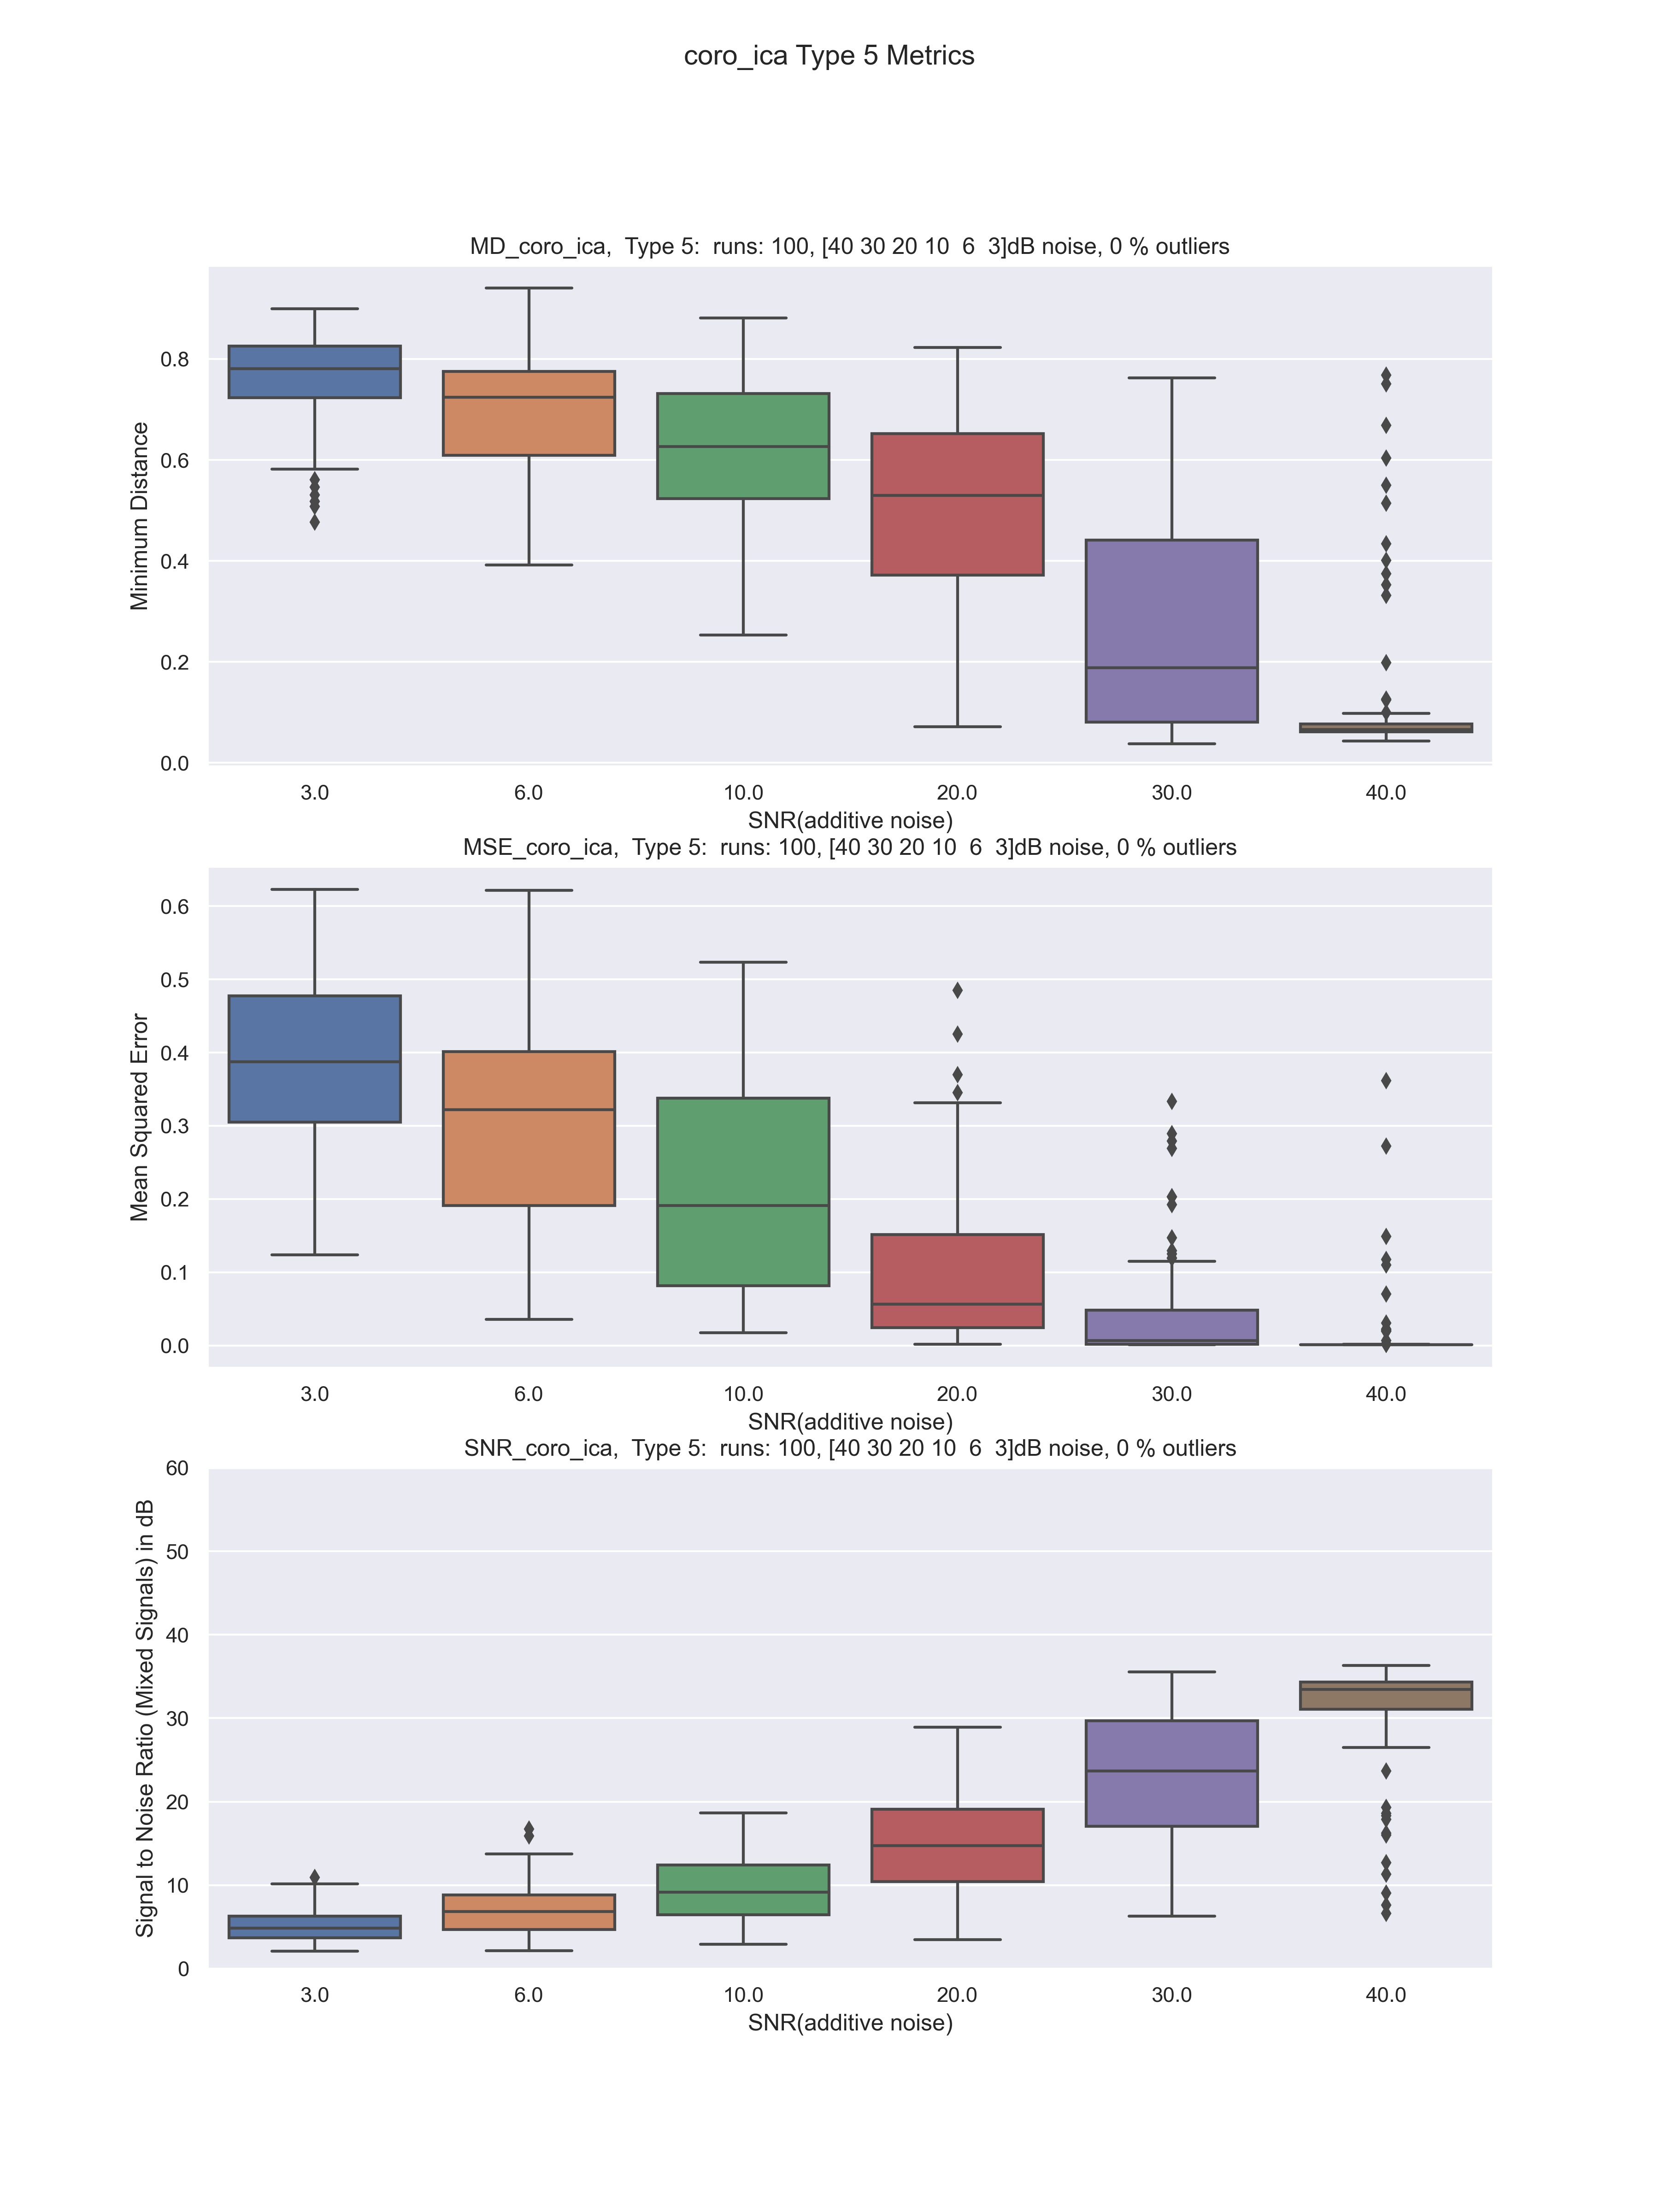 coro_ica Type 5 Metrics
MD_coro_ica,  Type 5:  runs: 100, [40 30 20 10  6  3]dB noise, 0 % outliers
Minimum Distance
0.8
0.6
0.4
0.2
0.0
3.0 6.0 10.0 20.0 30.0 40.0
SNR(additive noise)
MSE_coro_ica,  Type 5:  runs: 100, [40 30 20 10  6  3]dB noise, 0 % outliers
Mean Squared Error
0.6
0.5
0.4
0.3
0.2
0.1
0.0
3.0 6.0 10.0 20.0 30.0 40.0
SNR(additive noise)
SNR_coro_ica,  Type 5:  runs: 100, [40 30 20 10  6  3]dB noise, 0 % outliers
Signal to Noise Ratio (Mixed Signals) in dB
60
50
40
30
20
10
0
3.0 6.0 10.0 20.0 30.0 40.0
SNR(additive noise)